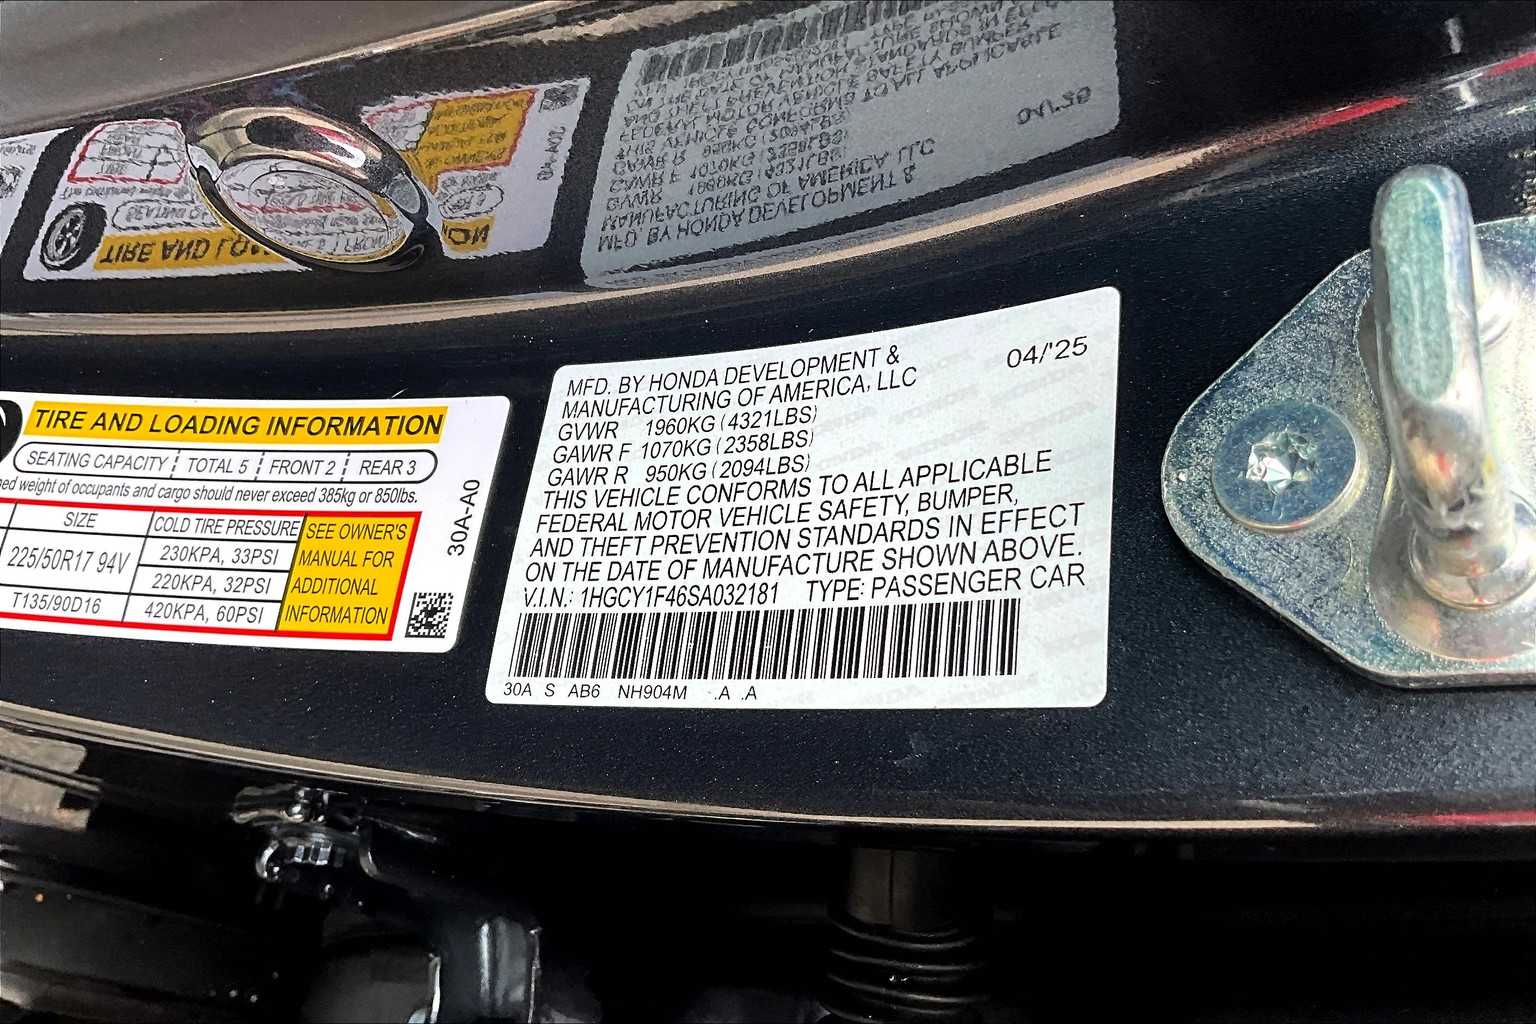 TIRE AND LOADING INFORMATION
SEATING CAPACITY TOTAL 5 FRONT 2 REAR 3
weight of occupants and cargo should never exceed 385kg or 850lbs.
SIZE COLD TIRE PRESSURE
225/50R17 94V 230KPA, 33PSI
220KPA, 32PSI
T135/90D16 420KPA, 60PSI
SEE OWNER'S
MANUAL FOR
ADDITIONAL
INFORMATION
30A-A0
MFD. BY HONDA DEVELOPMENT & 04/'25
MANUFACTURING OF AMERICA, LLC
GVWR 1960KG (4321LBS)
GAWR F 1070KG (2358LBS)
GAWR R 950KG (2094LBS)
THIS VEHICLE CONFORMS TO ALL APPLICABLE
FEDERAL MOTOR VEHICLE SAFETY, BUMPER,
AND THEFT PREVENTION STANDARDS IN EFFECT
ON THE DATE OF MANUFACTURE SHOWN ABOVE.
V.I.N.: 1HGCY1F46SA032181 TYPE: PASSENGER CAR
30A S AB6 NH904M .A .A